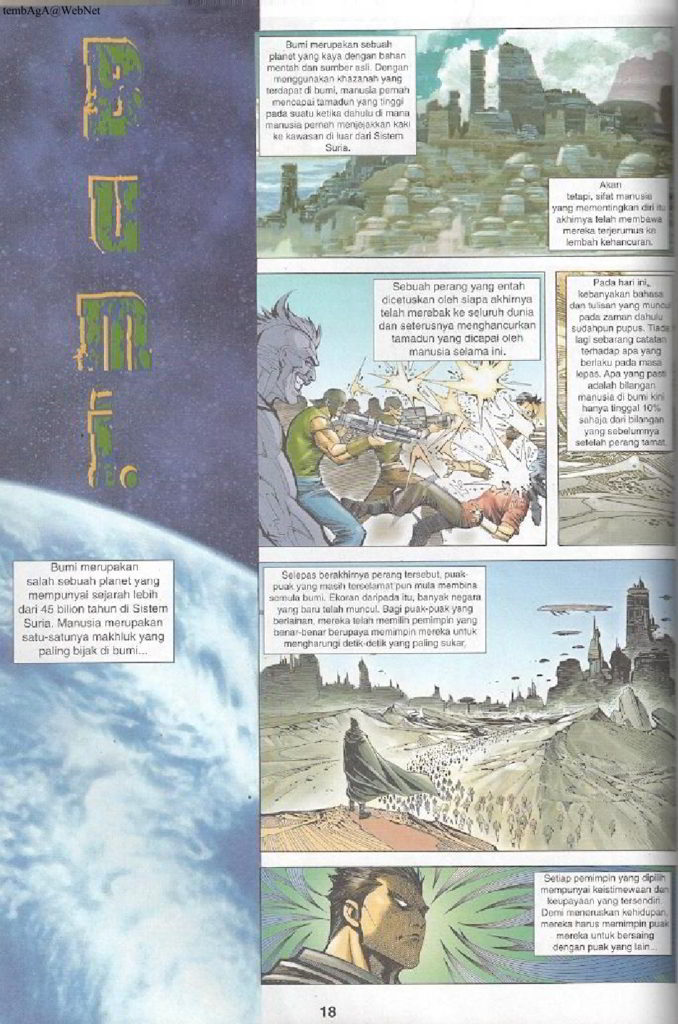 tembAgA@WebNet
BUMI.
Bumi merupakan
salah sebuah planet yang
mempunyai sejarah lebih
dari 45 bilion tahun di Sistem
Suria. Manusia merupakan
satu-satunya makhluk yang
paling bijak di bumi...
Bumi merupakan sebuah
planet yang kaya dengan bahan
mentah dan sumber asli. Dengan
menggunakan khazanah yang
terdapat di bumi, manusia pernah
mencapai tamadun yang tinggi
pada suatu ketika dahulu di mana
manusia pernah menjejakkan kaki
ke kawasan di luar dari Sistem
Suria.
Akan
tetapi, sifat manusia
yang mementingkan diri itu
akhirnya telah membawa
mereka terjerumus ke
lembah kehancuran.
Sebuah perang yang entah
dicetuskan oleh siapa akhirnya
telah merebak ke seluruh dunia
dan seterusnya menghancurkan
tamadun yang dicapai oleh
manusia selama ini.
Pada hari ini,
kebanyakan bahasa
dan tulisan yang muncul
pada zaman dahulu
sudahpun pupus. Tiada
lagi sebarang catatan
terhadap apa yang
berlaku pada masa
lepas. Apa yang pasti
adalah bilangan
manusia di bumi kini
hanya tinggal 10%
sahaja dari bilangan
yang sebelumnya
setelah perang tamat.
Selepas berakhirnya perang tersebut, puak-
puak yang masih terselamat pun mula membina
semula bumi. Ekoran daripada itu, banyak negara
yang baru telah muncul. Bagi puak-puak yang
berlainan, mereka telah memilih pemimpin yang
benar-benar berupaya memimpin mereka untuk
mengharungi detik-detik yang paling sukar.
Setiap pemimpin yang dipilih
mempunyai keistimewaan dan
keupayaan yang tersendiri.
Demi meneruskan kehidupan,
mereka harus memimpin puak
mereka untuk bersaing
dengan puak yang lain...
18